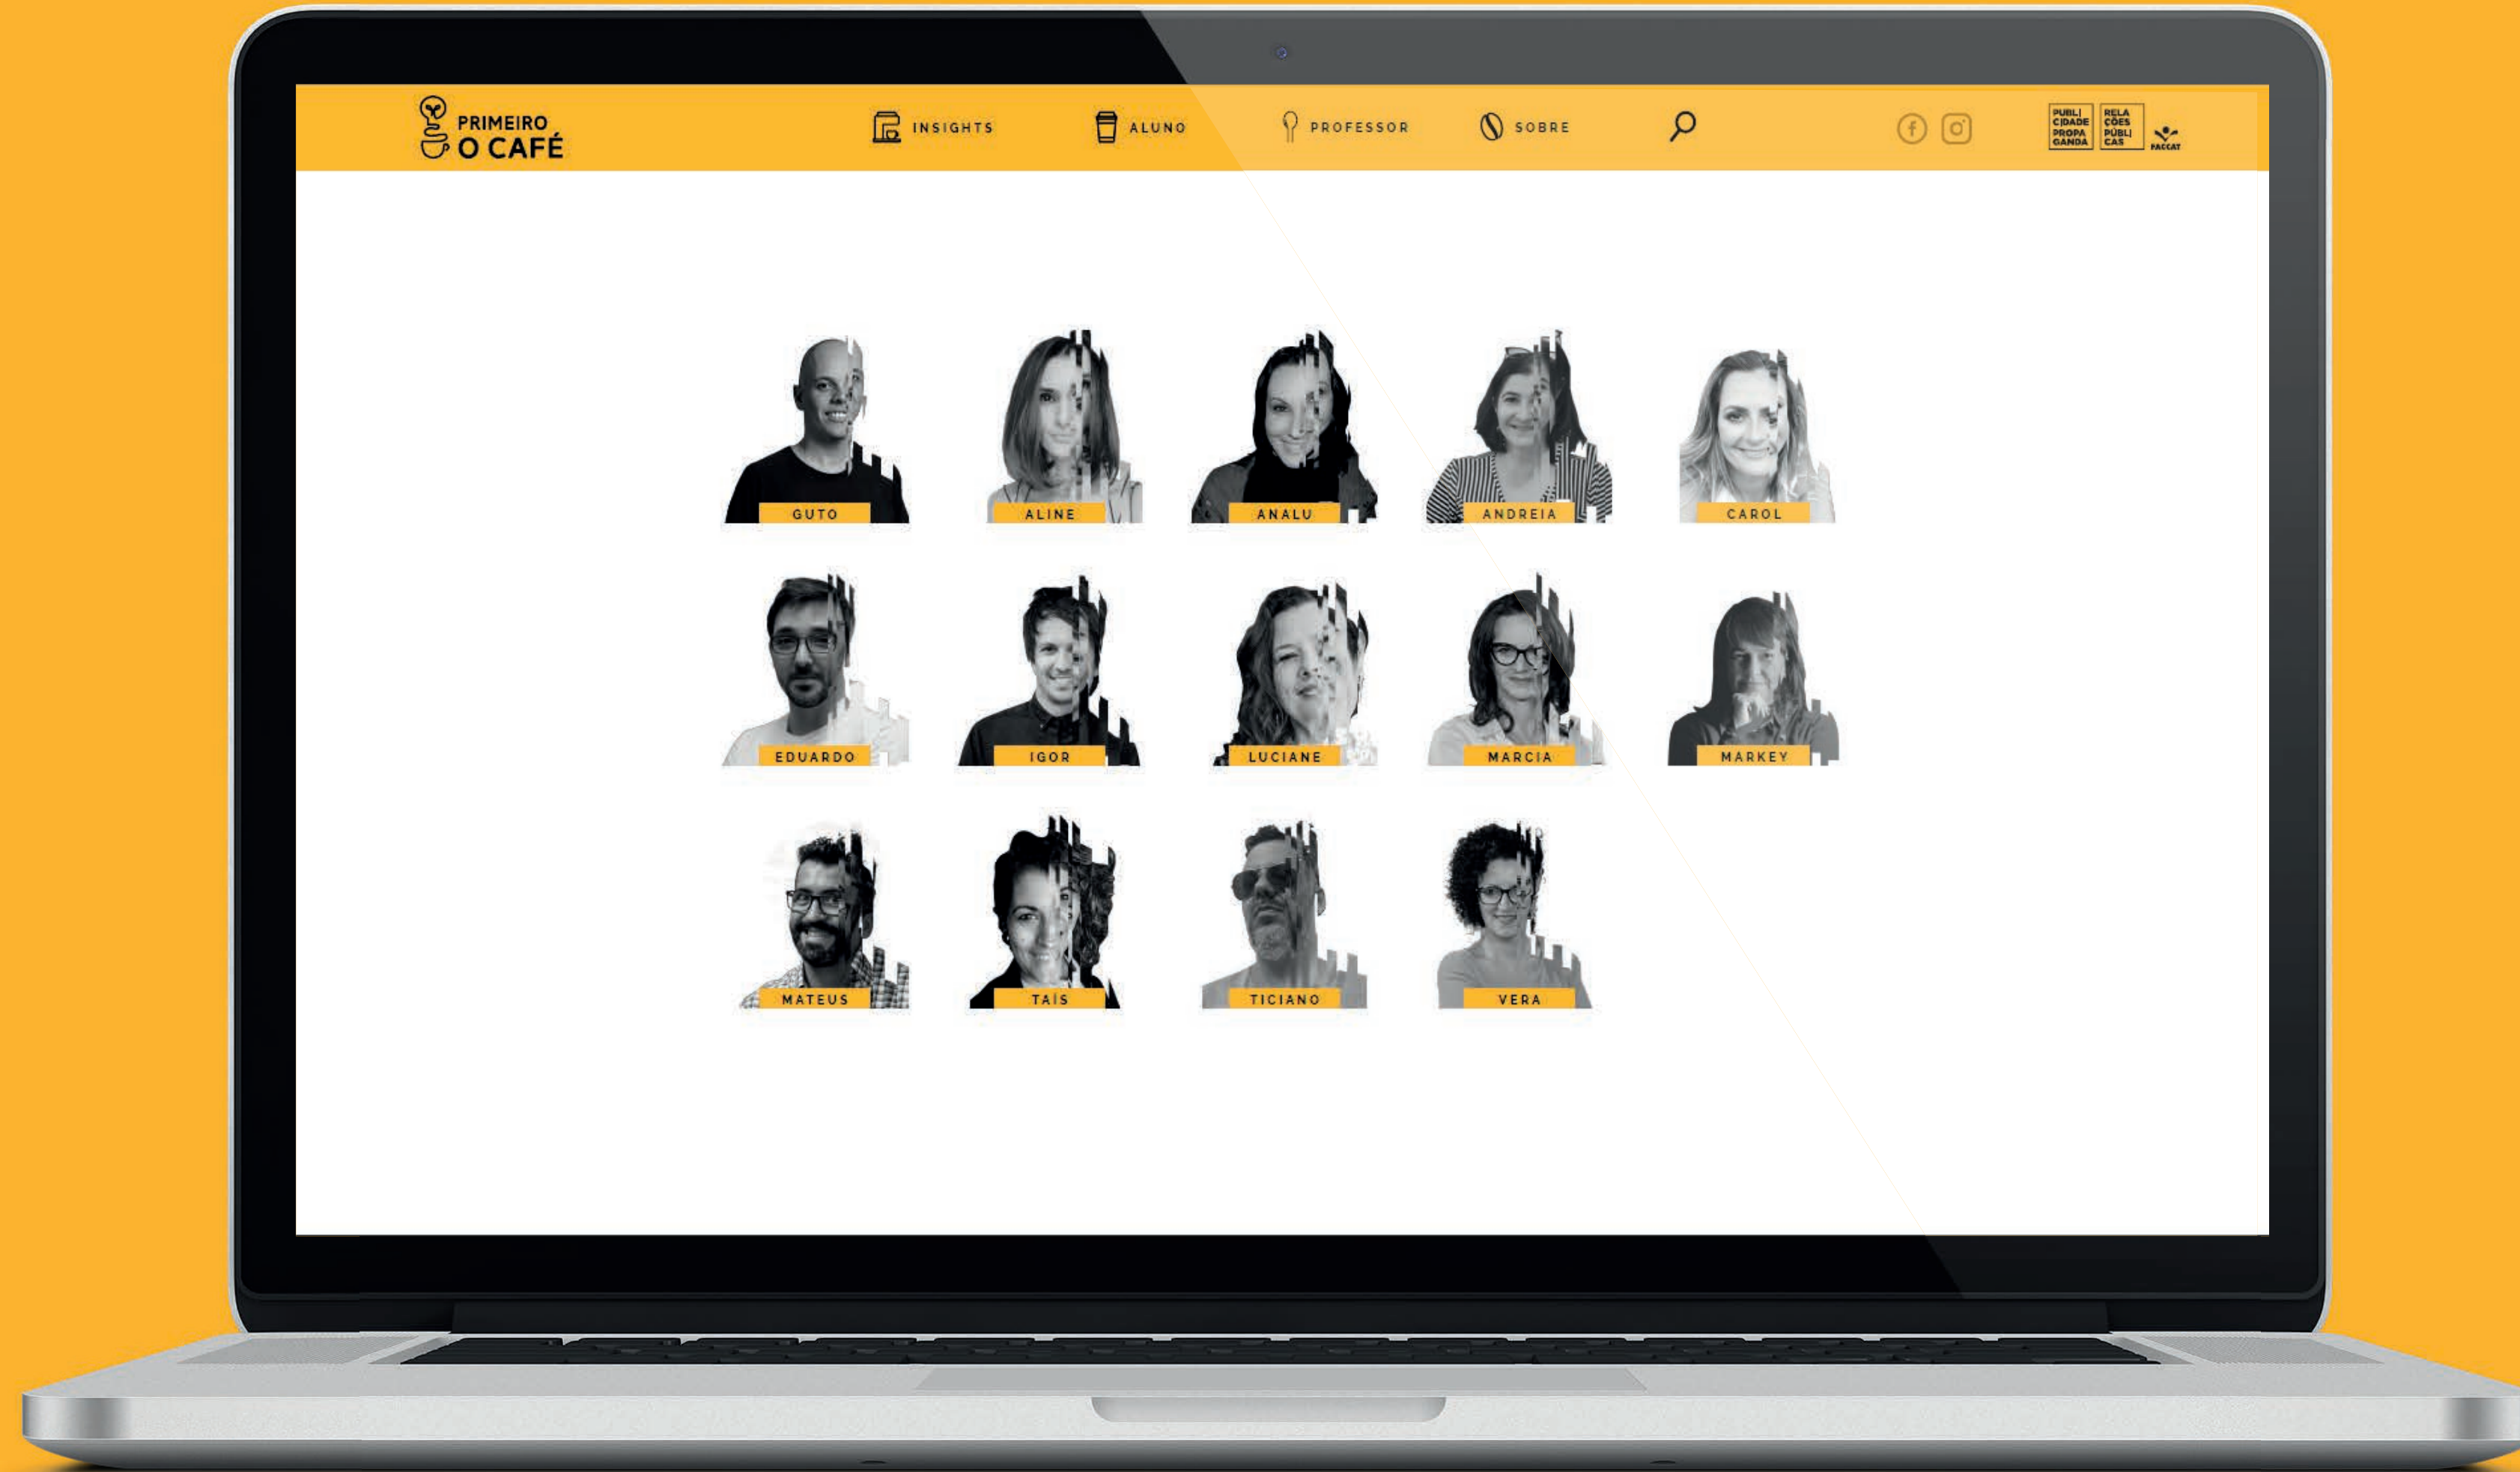 PRIMEIRO
O CAFÉ
INSIGHTS
ALUNO
PROFESSOR
SOBRE
PUBLI
CIDADE
PROPA
GANDA
RELA
ÇÕES
PÚBLI
CAS
FACCAT
GUTO
ALINE
ANALU
ANDREIA
CAROL
EDUARDO
IGOR
LUCIANE
MARCIA
MARKEY
MATEUS
TAÍS
TICIANO
VERA